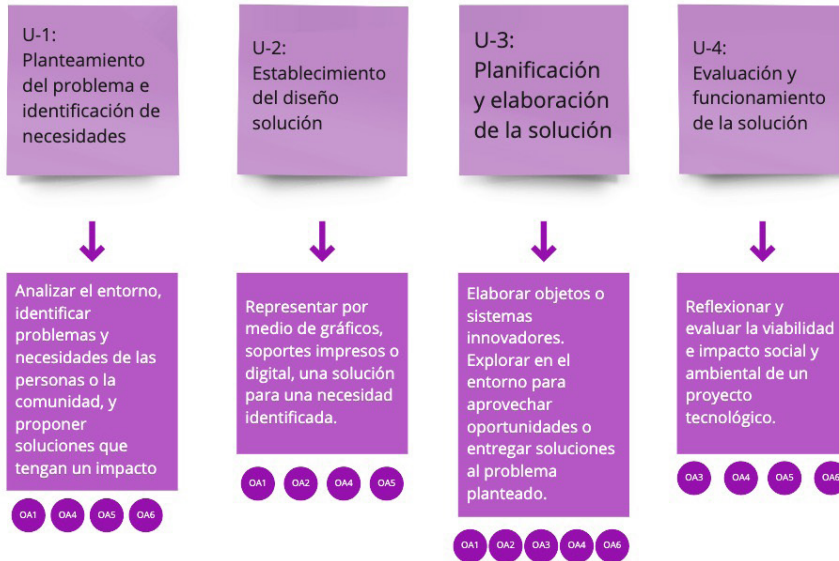 U-1:
Planteamiento
del problema e
identificación de
necesidades
U-2:
Establecimiento
del diseño
solución
U-3:
Planificación
y elaboración
de la solución
U-4:
Evaluación y
funcionamiento
de la solución
Analizar el entorno,
identificar
problemas y
necesidades de las
personas o la
comunidad, y
proponer
soluciones que
tengan un impacto
Representar por
medio de gráficos,
soportes impresos o
digital, una solución
para una necesidad
identificada.
Elaborar objetos o
sistemas
innovadores.
Explorar en el
entorno para
aprovechar
oportunidades o
entregar soluciones
al problema
planteado.
Reflexionar y
evaluar la viabilidad
e impacto social y
ambiental de un
proyecto
tecnológico.
OA1 OA4 OA5 OA6
OA1 OA2 OA4 OA5
OA1 OA2 OA3 OA4 OA6
OA3 OA4 OA5 OA6